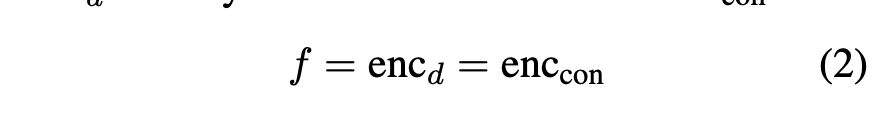 f = enc_d = enc_con (2)